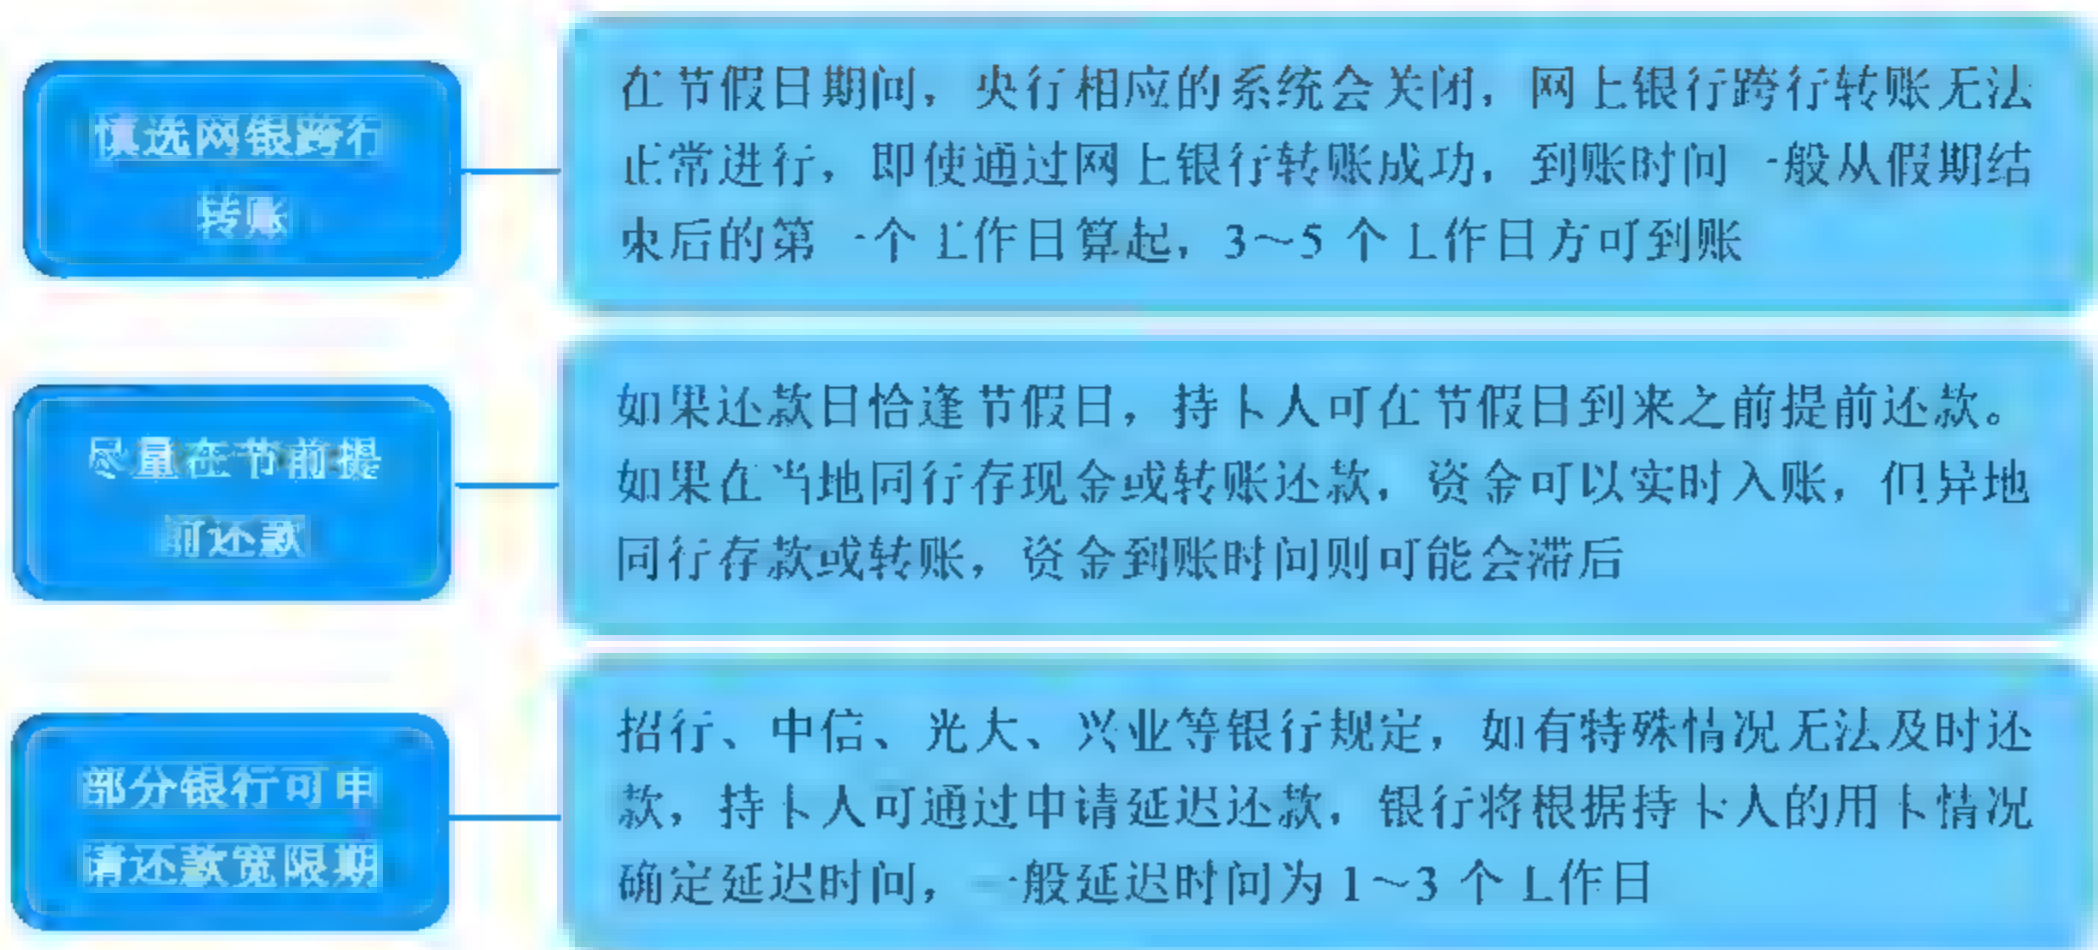 慎选网银跨行
转账
在节假日期间，央行相应的系统会关闭，网上银行跨行转账无法
正常进行，即使通过网上银行转账成功，到账时间一般从假期结
束后的第一个工作日算起，3～5 个工作日方可到账
尽量在节前提
前还款
如果还款日恰逢节假日，持卡人可在节假日到来之前提前还款。
如果在当地同行存现金或转账还款，资金可以实时入账，但异地
同行存款或转账，资金到账时间则可能会滞后
部分银行可申
请还款宽限期
招行、中信、光大、兴业等银行规定，如有特殊情况无法及时还
款，持卡人可通过申请延迟还款，银行将根据持卡人的用卡情况
确定延迟时间，一般延迟时间为 1～3 个工作日